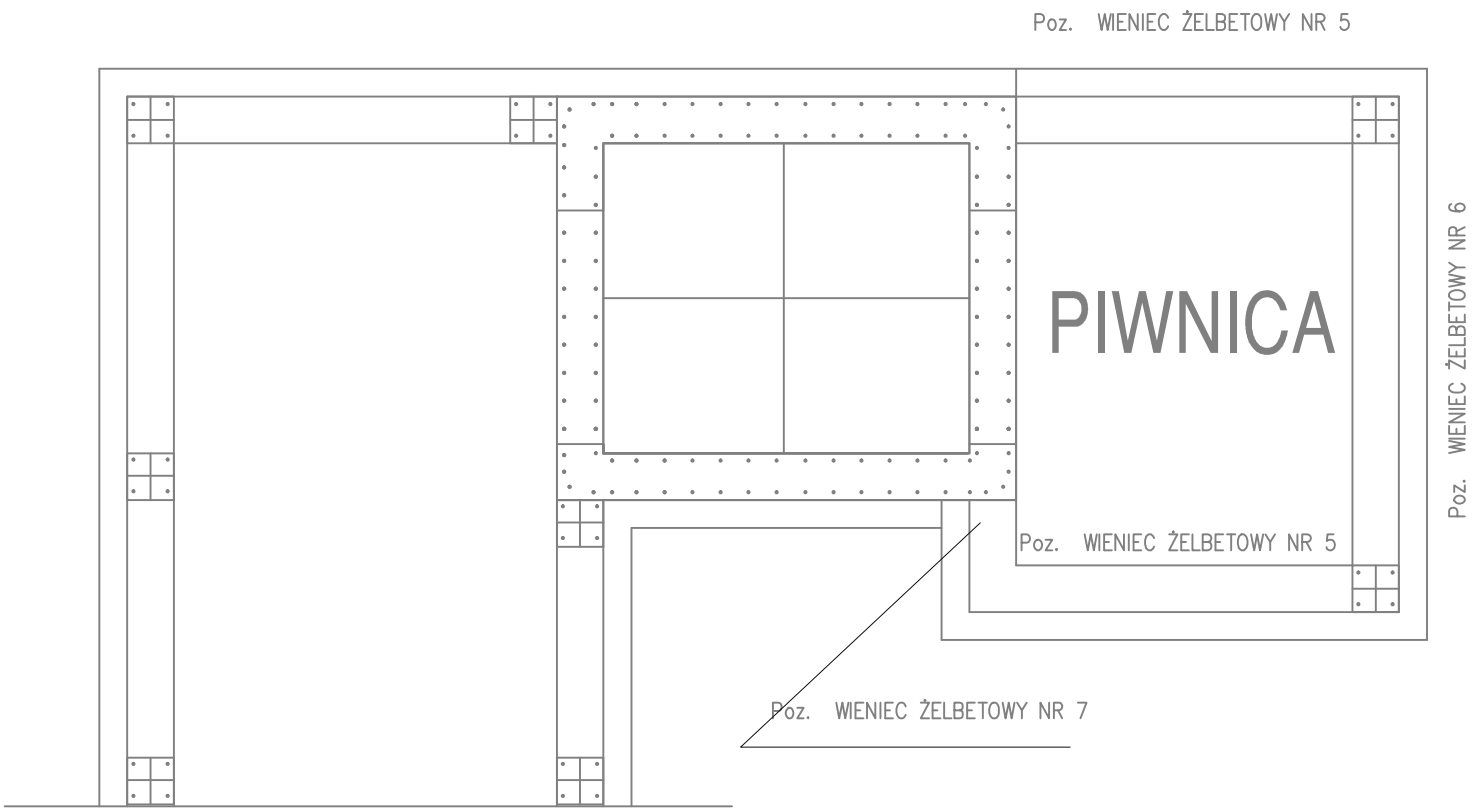 Poz. WIENIEC ŻELBETOWY NR 5
PIWNICA
Poz. WIENIEC ŻELBETOWY NR 6
Poz. WIENIEC ŻELBETOWY NR 5
Poz. WIENIEC ŻELBETOWY NR 7